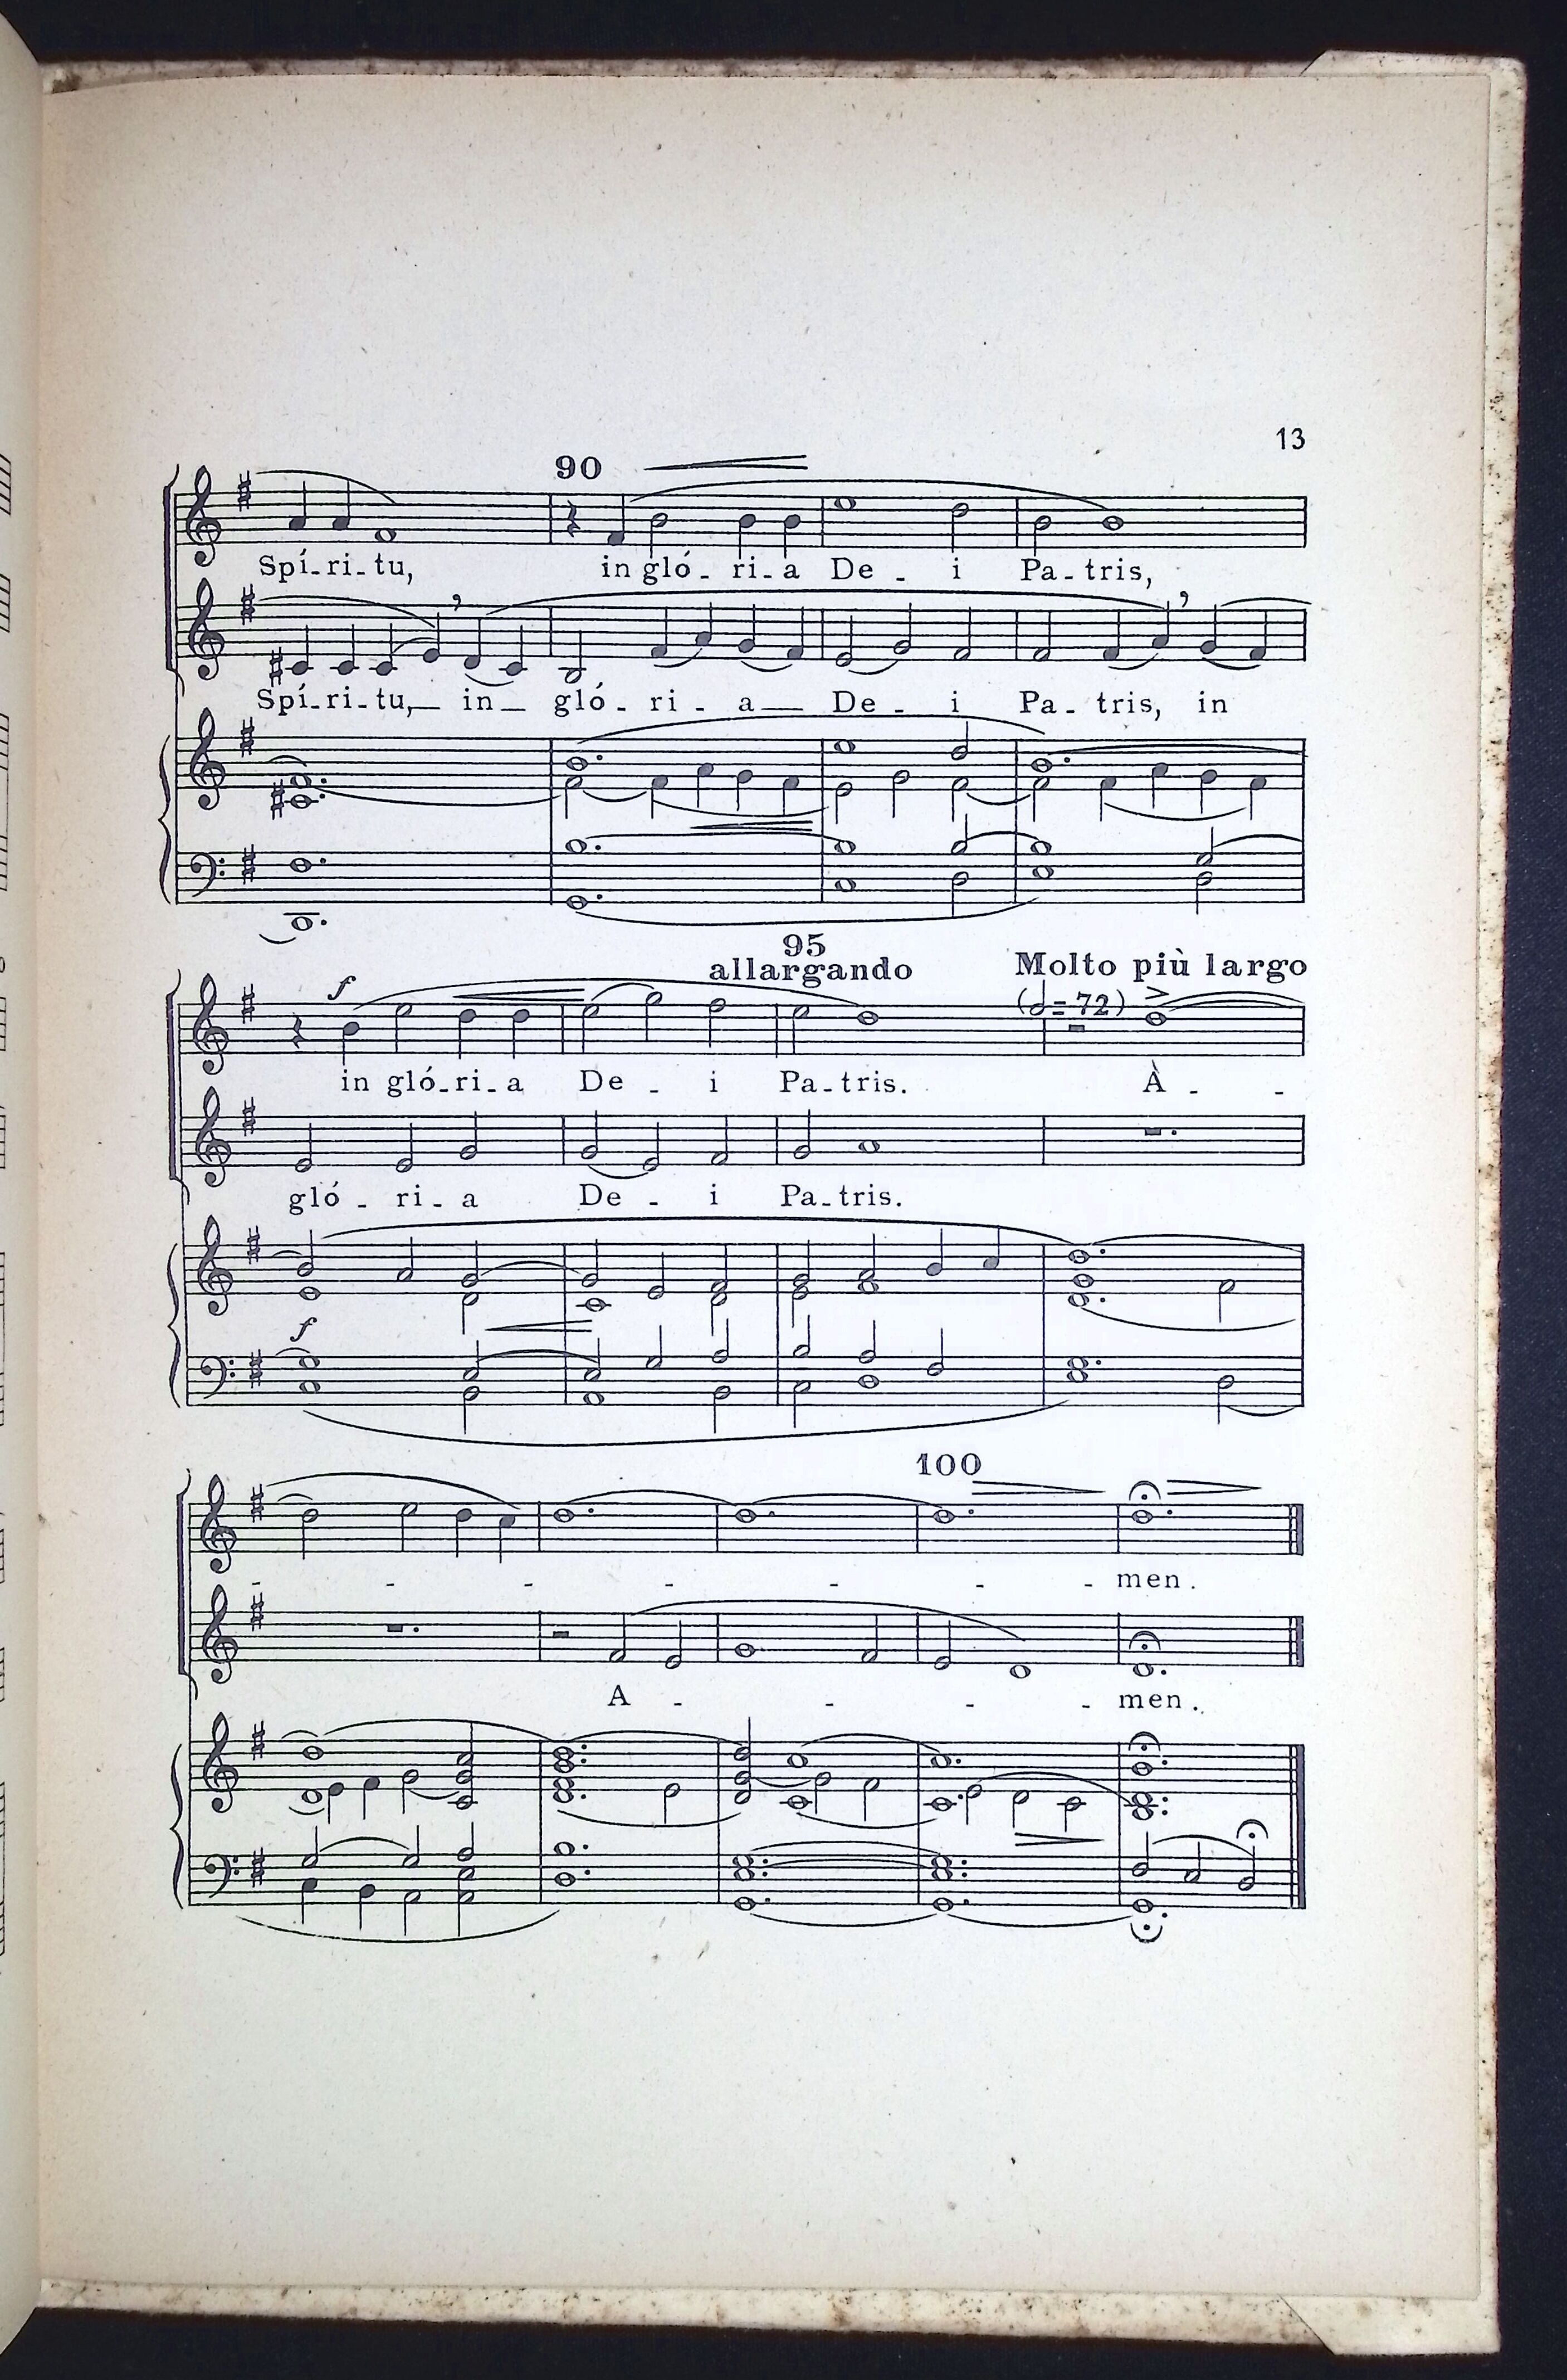 13
90
Spí-ri-tu, in gló-ri-a De-i Pa-tris,
Spí-ri-tu, in gló-ri-a De-i Pa-tris, in
95
allargando Molto più largo
f (𝅗𝅥=72)
in gló-ri-a De-i Pa-tris. À - -
gló-ri-a De-i Pa-tris.
f
100
- - - - - - - men.
A - - - - men.